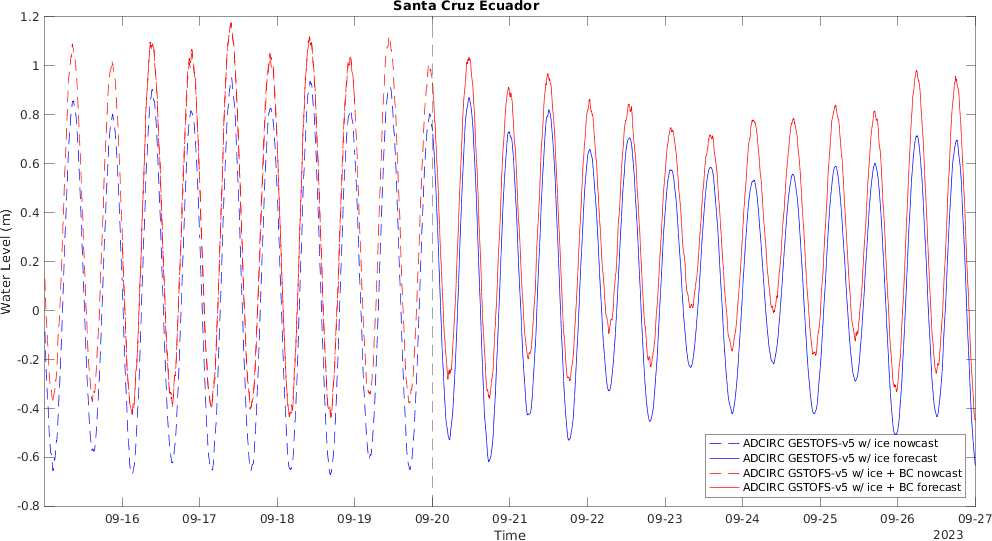 Santa Cruz Ecuador
1.2
1
0.8
0.6
0.4
0.2
0
-0.2
-0.4
-0.6
-0.8
Water Level (m)
ADCIRC GESTOFS-v5 w/ ice nowcast
ADCIRC GESTOFS-v5 w/ ice forecast
ADCIRC GSTOFS-v5 w/ ice + BC nowcast
ADCIRC GSTOFS-v5 w/ ice + BC forecast
09-16 09-17 09-18 09-19 09-20 09-21 09-22 09-23 09-24 09-25 09-26 09-27
Time
2023